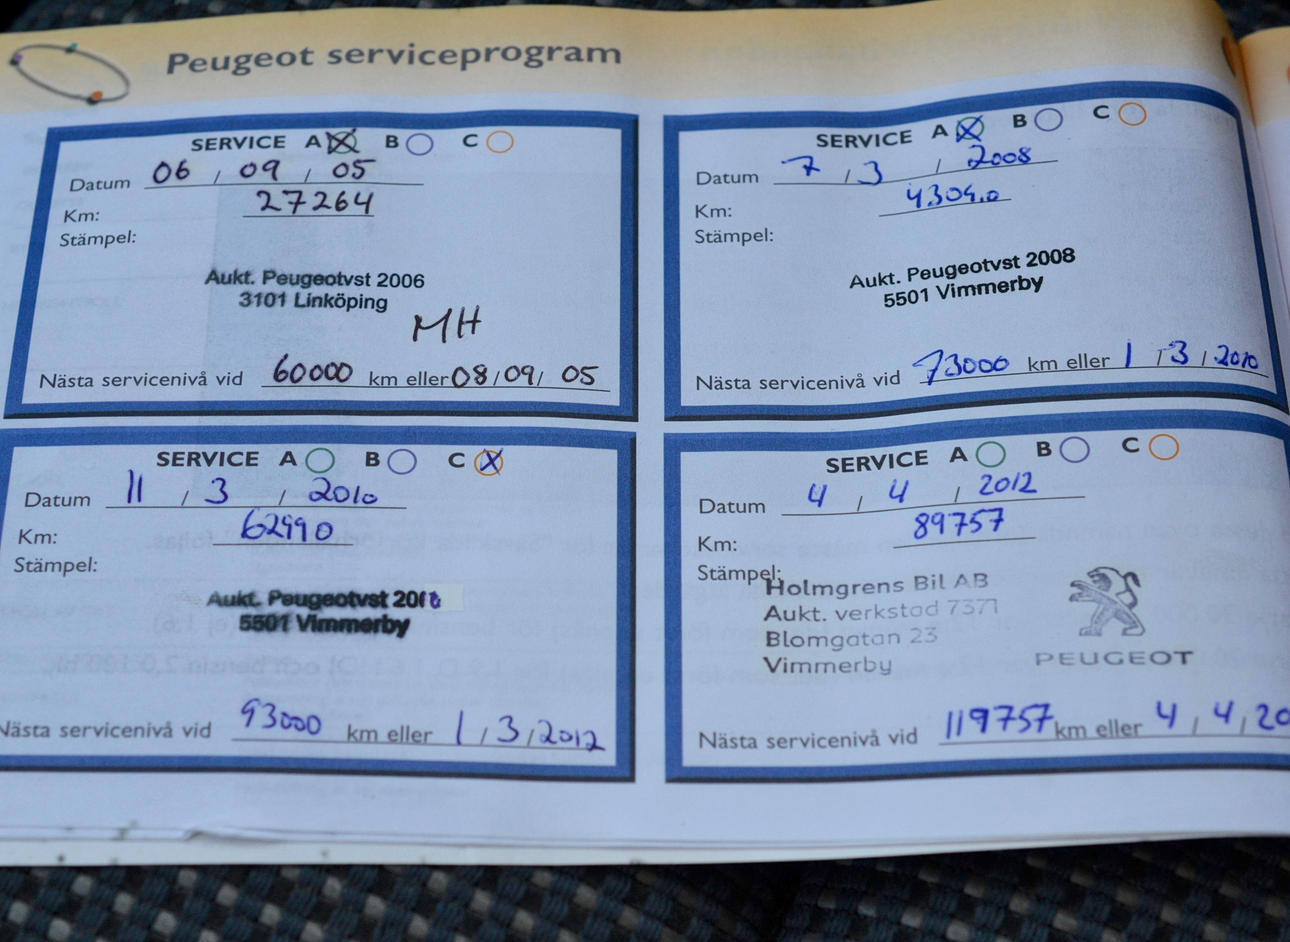 Peugeot serviceprogram
SERVICE A B C
Datum 06 / 09 / 05
Km: 27264
Stämpel:
Aukt. Peugeotvst 2006
3101 Linköping
MH
Nästa servicenivå vid 60000 km eller 08/09/ 05
SERVICE A B C
Datum 7 / 3 / 2008
Km:
Stämpel:
Aukt. Peugeotvst 2008
5501 Vimmerby
Nästa servicenivå vid 73000 km eller 1 / 3 / 2010
SERVICE A B C
Datum 11 / 3 / 2010
Km: 62990
Stämpel:
Aukt. Peugeotvst
5501 Vimmerby
Nästa servicenivå vid 93000 km eller 1 / 3 / 2012
SERVICE A B C
Datum 4 / 4 / 2012
Km: 89757
Stämpel:
Holmgrens Bil AB
Aukt. verkstad 7371
Blomgatan 23
Vimmerby
PEUGEOT
Nästa servicenivå vid 119757 km eller 4 / 4 / 20